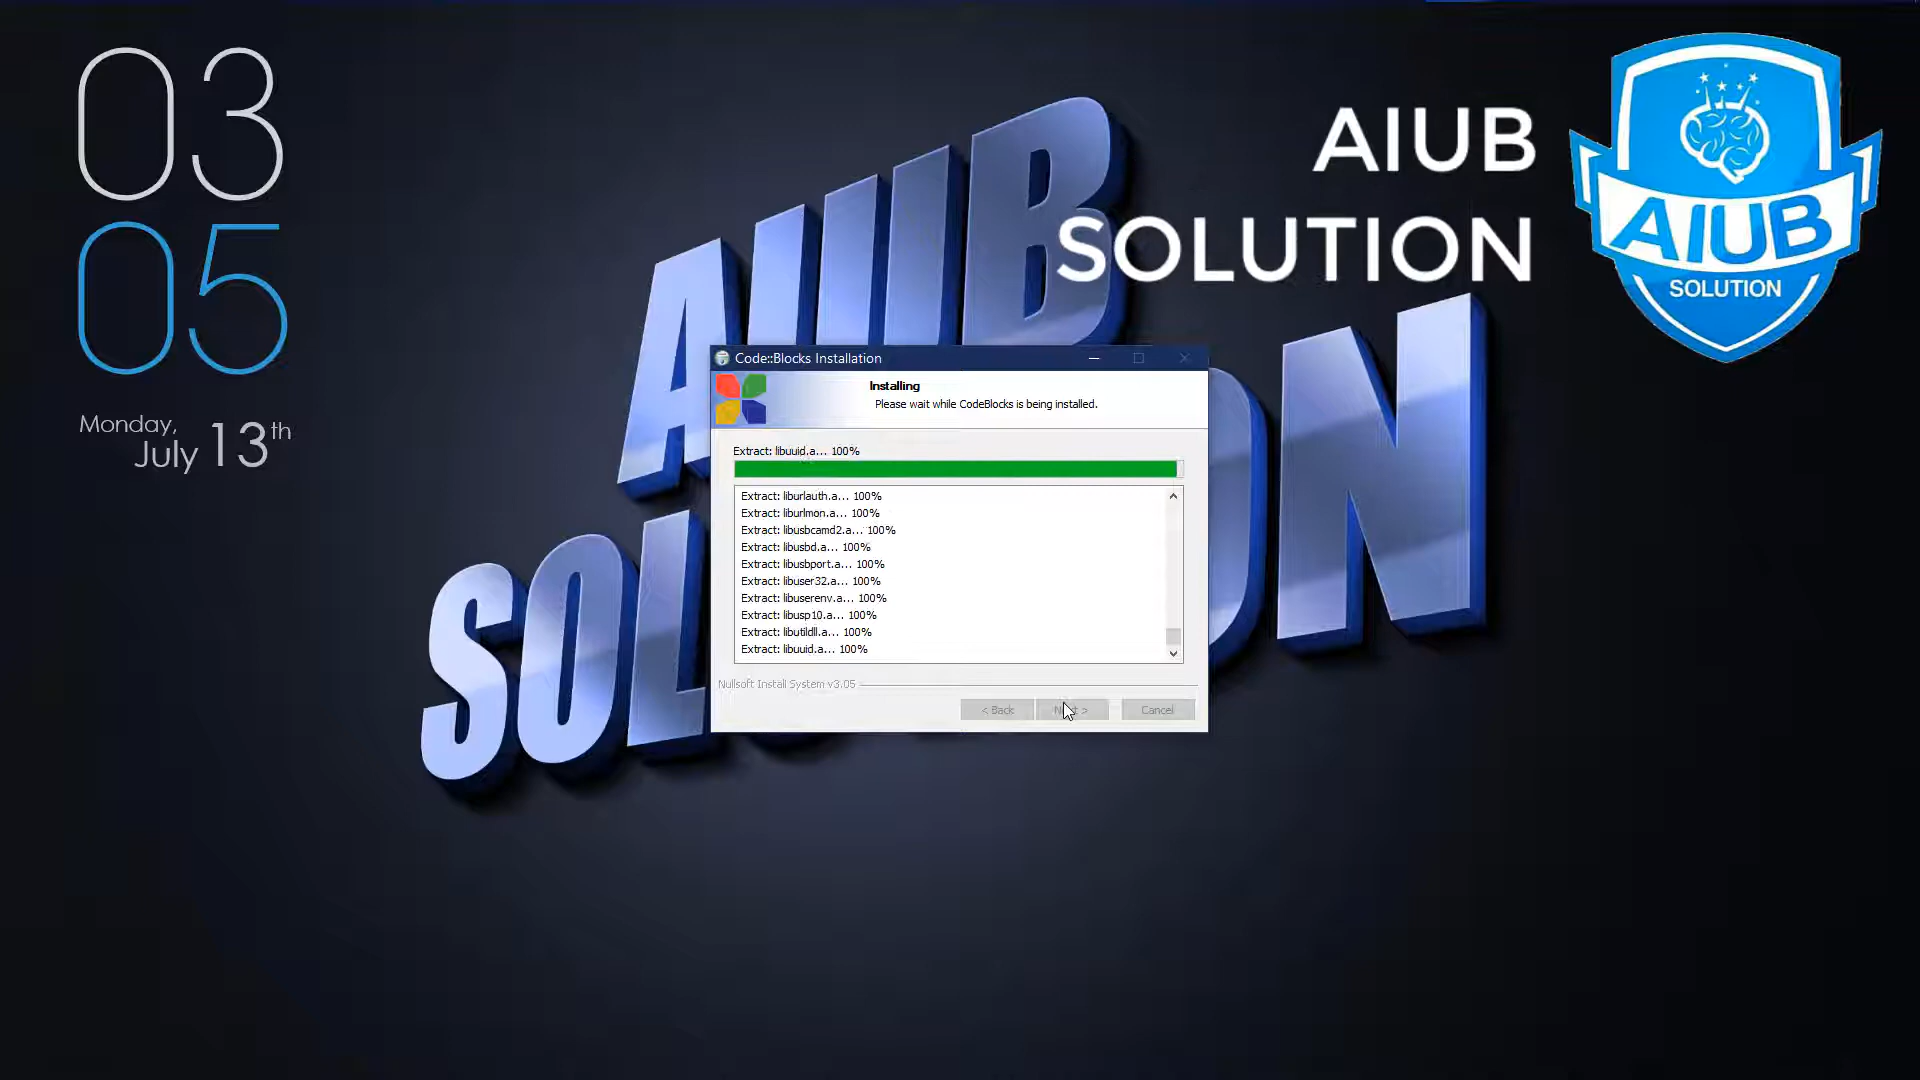 03
05
Monday,
July 13th
AIUB
SOLUTION
AIUB
SOLUTION
AIUB
Code::Blocks Installation
Installing
Please wait while CodeBlocks is being installed.
Extract: libuuid.a... 100%
Extract: liburlauth.a... 100%
Extract: liburlmon.a... 100%
Extract: libusbcamd2.a... 100%
Extract: libusbd.a... 100%
Extract: libusbport.a... 100%
Extract: libuser32.a... 100%
Extract: libuserenv.a... 100%
Extract: libusp10.a... 100%
Extract: libutildll.a... 100%
Extract: libuuid.a... 100%
Nullsoft Install System v3.05
< Back
Cancel